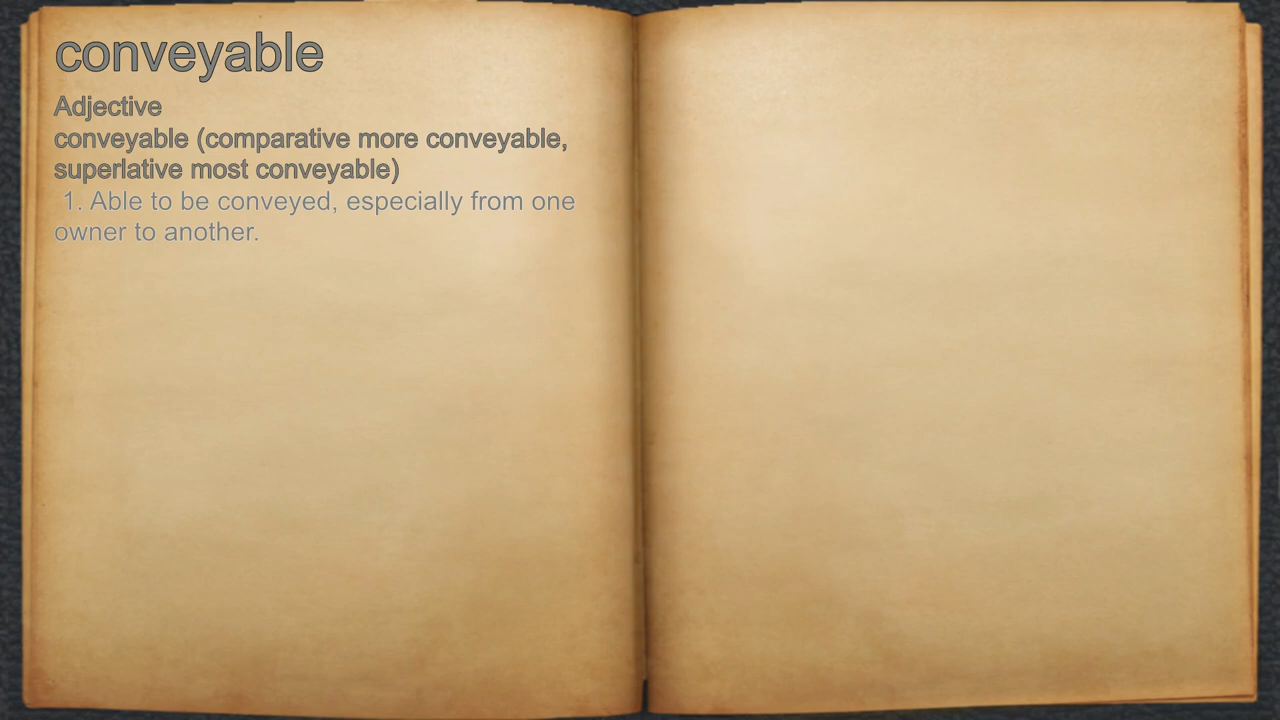 conveyable
Adjective
conveyable (comparative more conveyable,
superlative most conveyable)
1. Able to be conveyed, especially from one
owner to another.